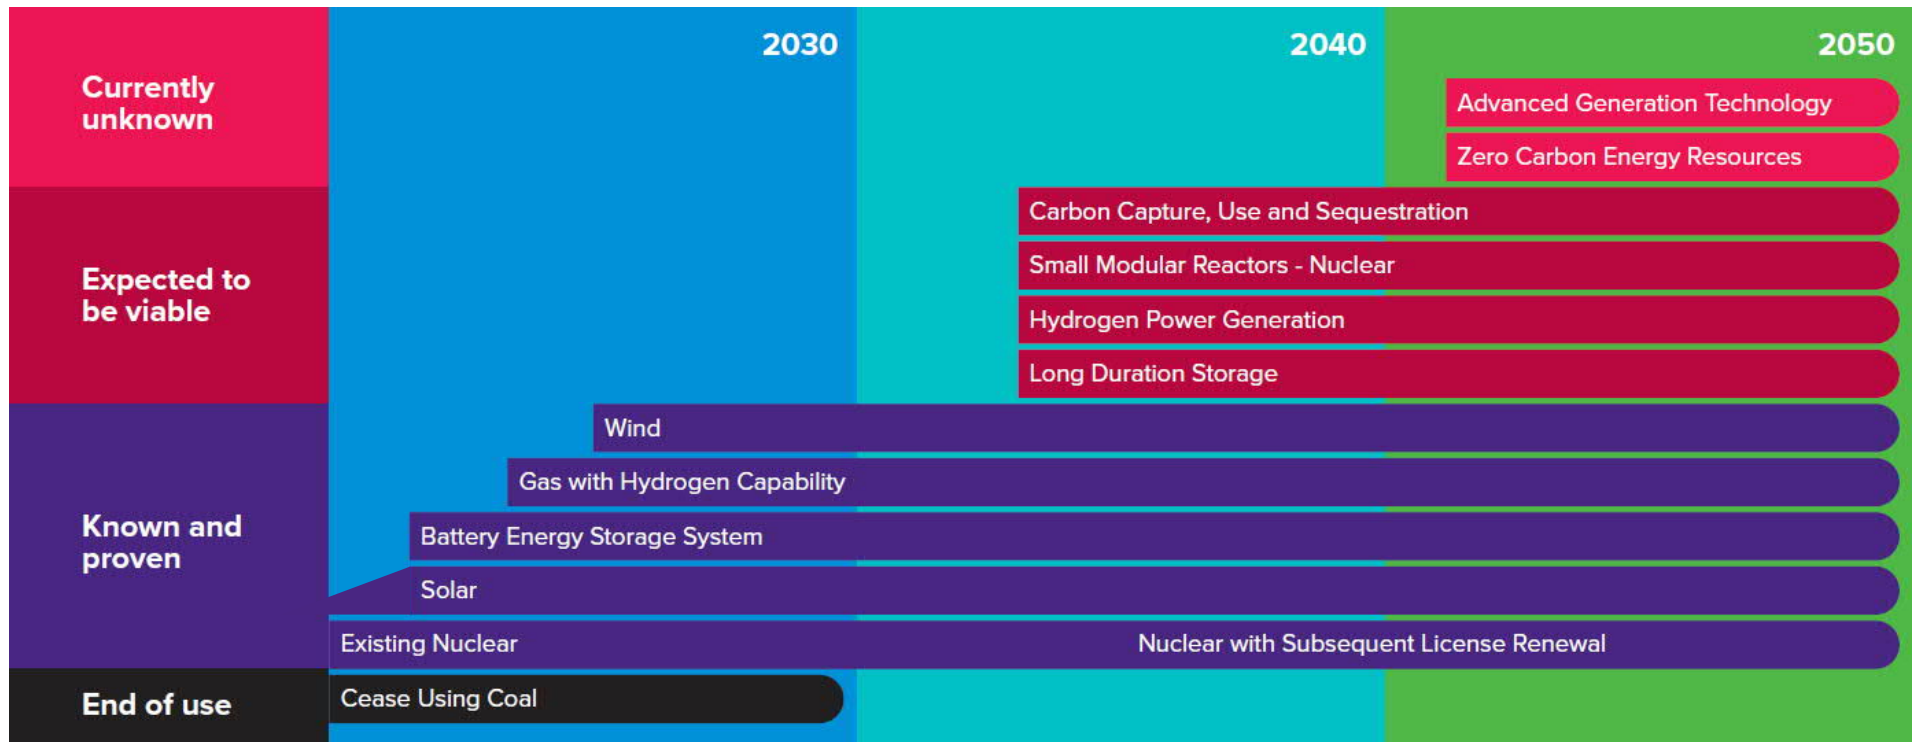 2030
2040
2050
Currently
unknown
Advanced Generation Technology
Zero Carbon Energy Resources
Expected to
be viable
Carbon Capture, Use and Sequestration
Small Modular Reactors - Nuclear
Hydrogen Power Generation
Long Duration Storage
Known and
proven
Wind
Gas with Hydrogen Capability
Battery Energy Storage System
Solar
Existing Nuclear
Nuclear with Subsequent License Renewal
End of use
Cease Using Coal